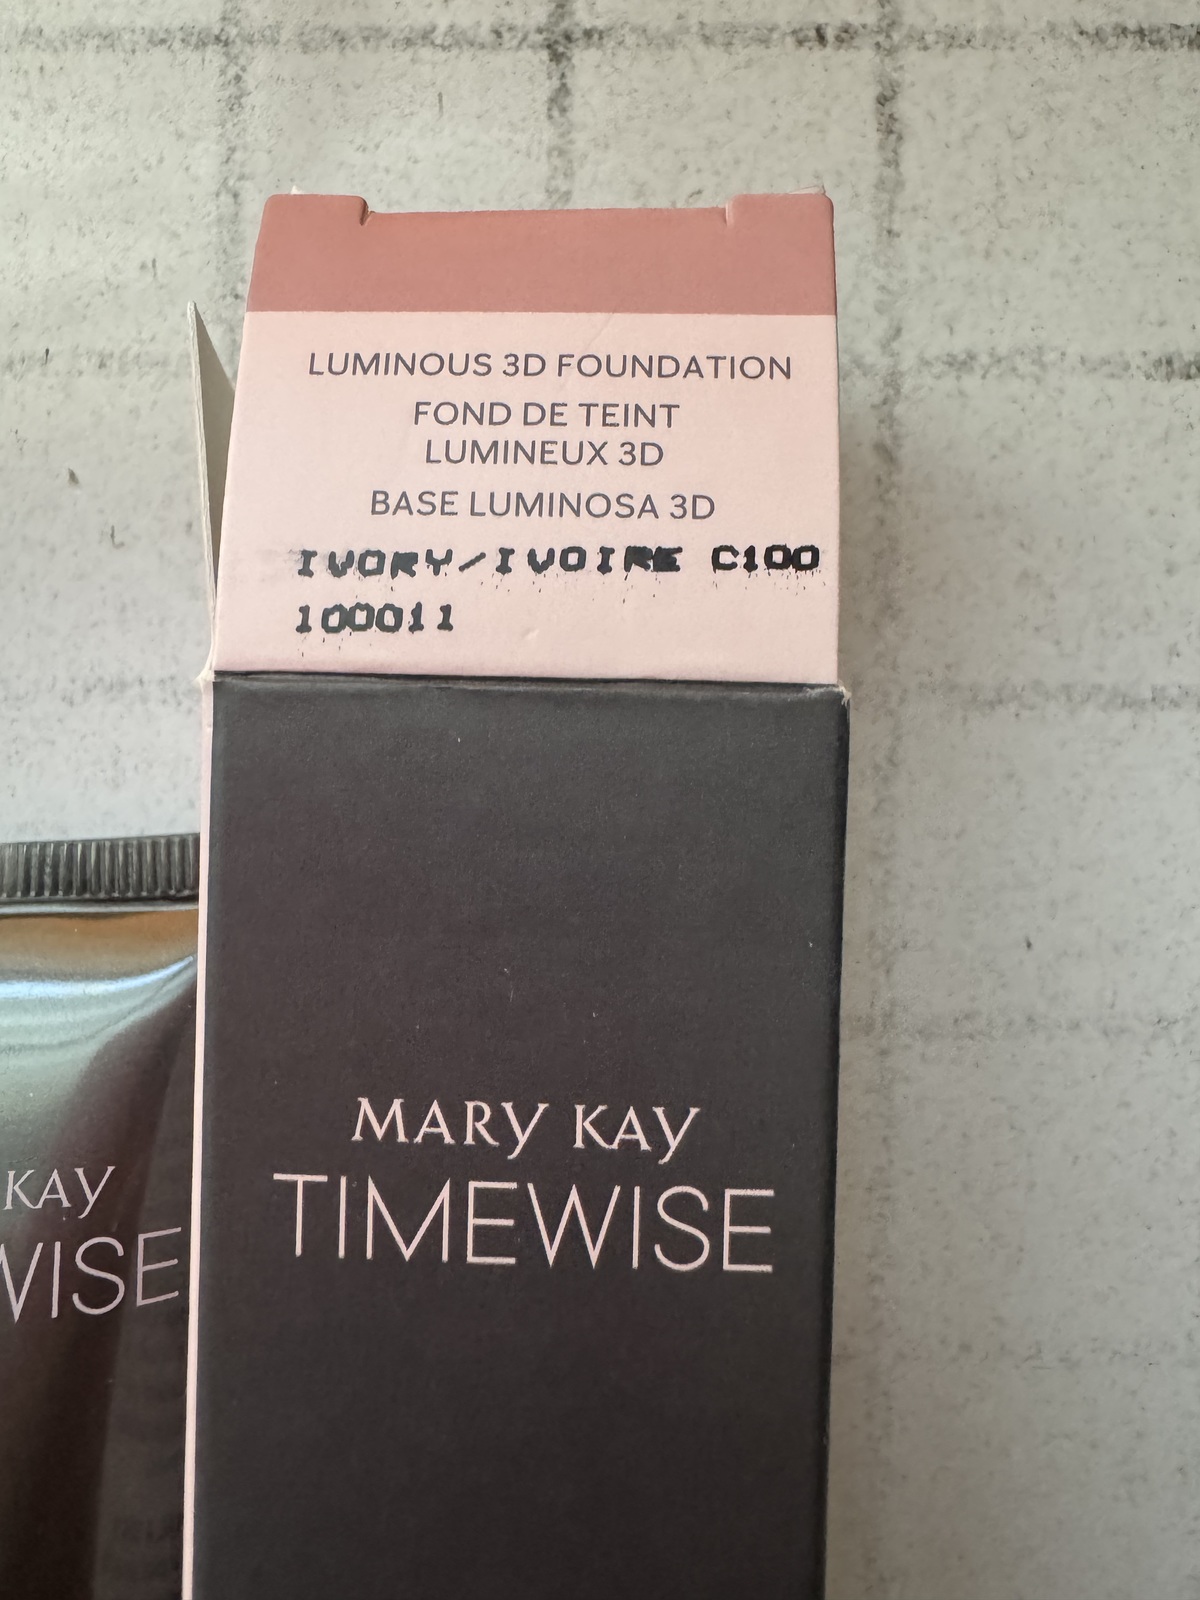 LUMINOUS 3D FOUNDATION
FOND DE TEINT
LUMINEUX 3D
BASE LUMINOSA 3D
IVORY/IVOIRE C100
100011
MARY KAY
TIMEWISE
KAY
WISE